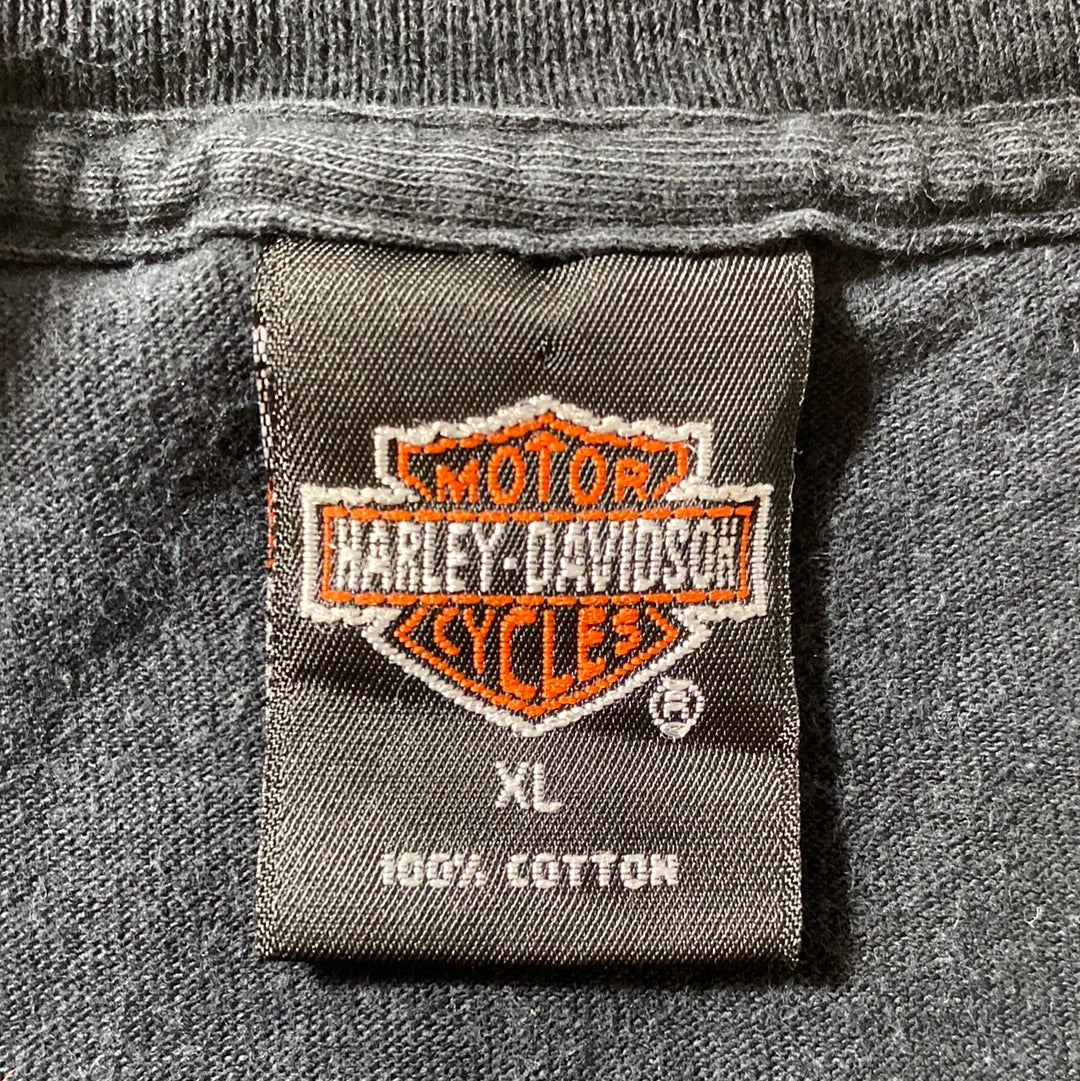 MOTOR
HARLEY-DAVIDSON
CYCLES
®
XL
100% COTTON